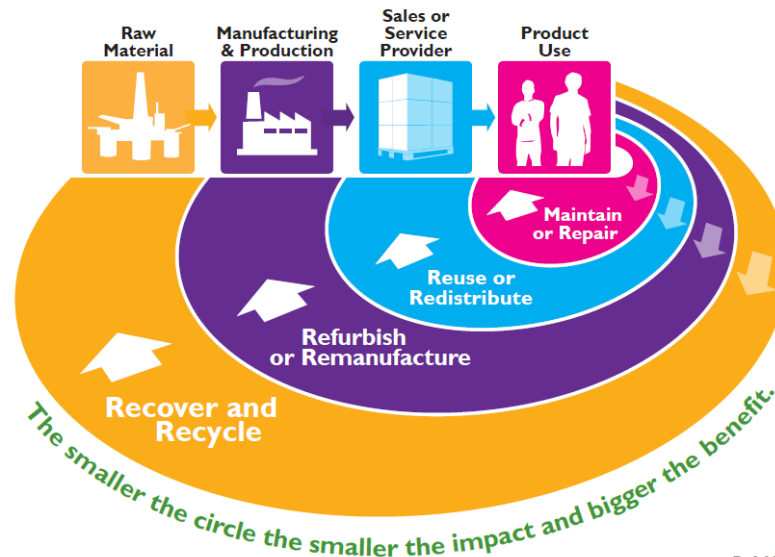 Raw
Material
Manufacturing
& Production
Sales or
Service
Provider
Product
Use
Maintain
or Repair
Reuse or
Redistribute
Refurbish
or Remanufacture
Recover and
Recycle
The smaller the circle the smaller the impact and bigger the benefit.